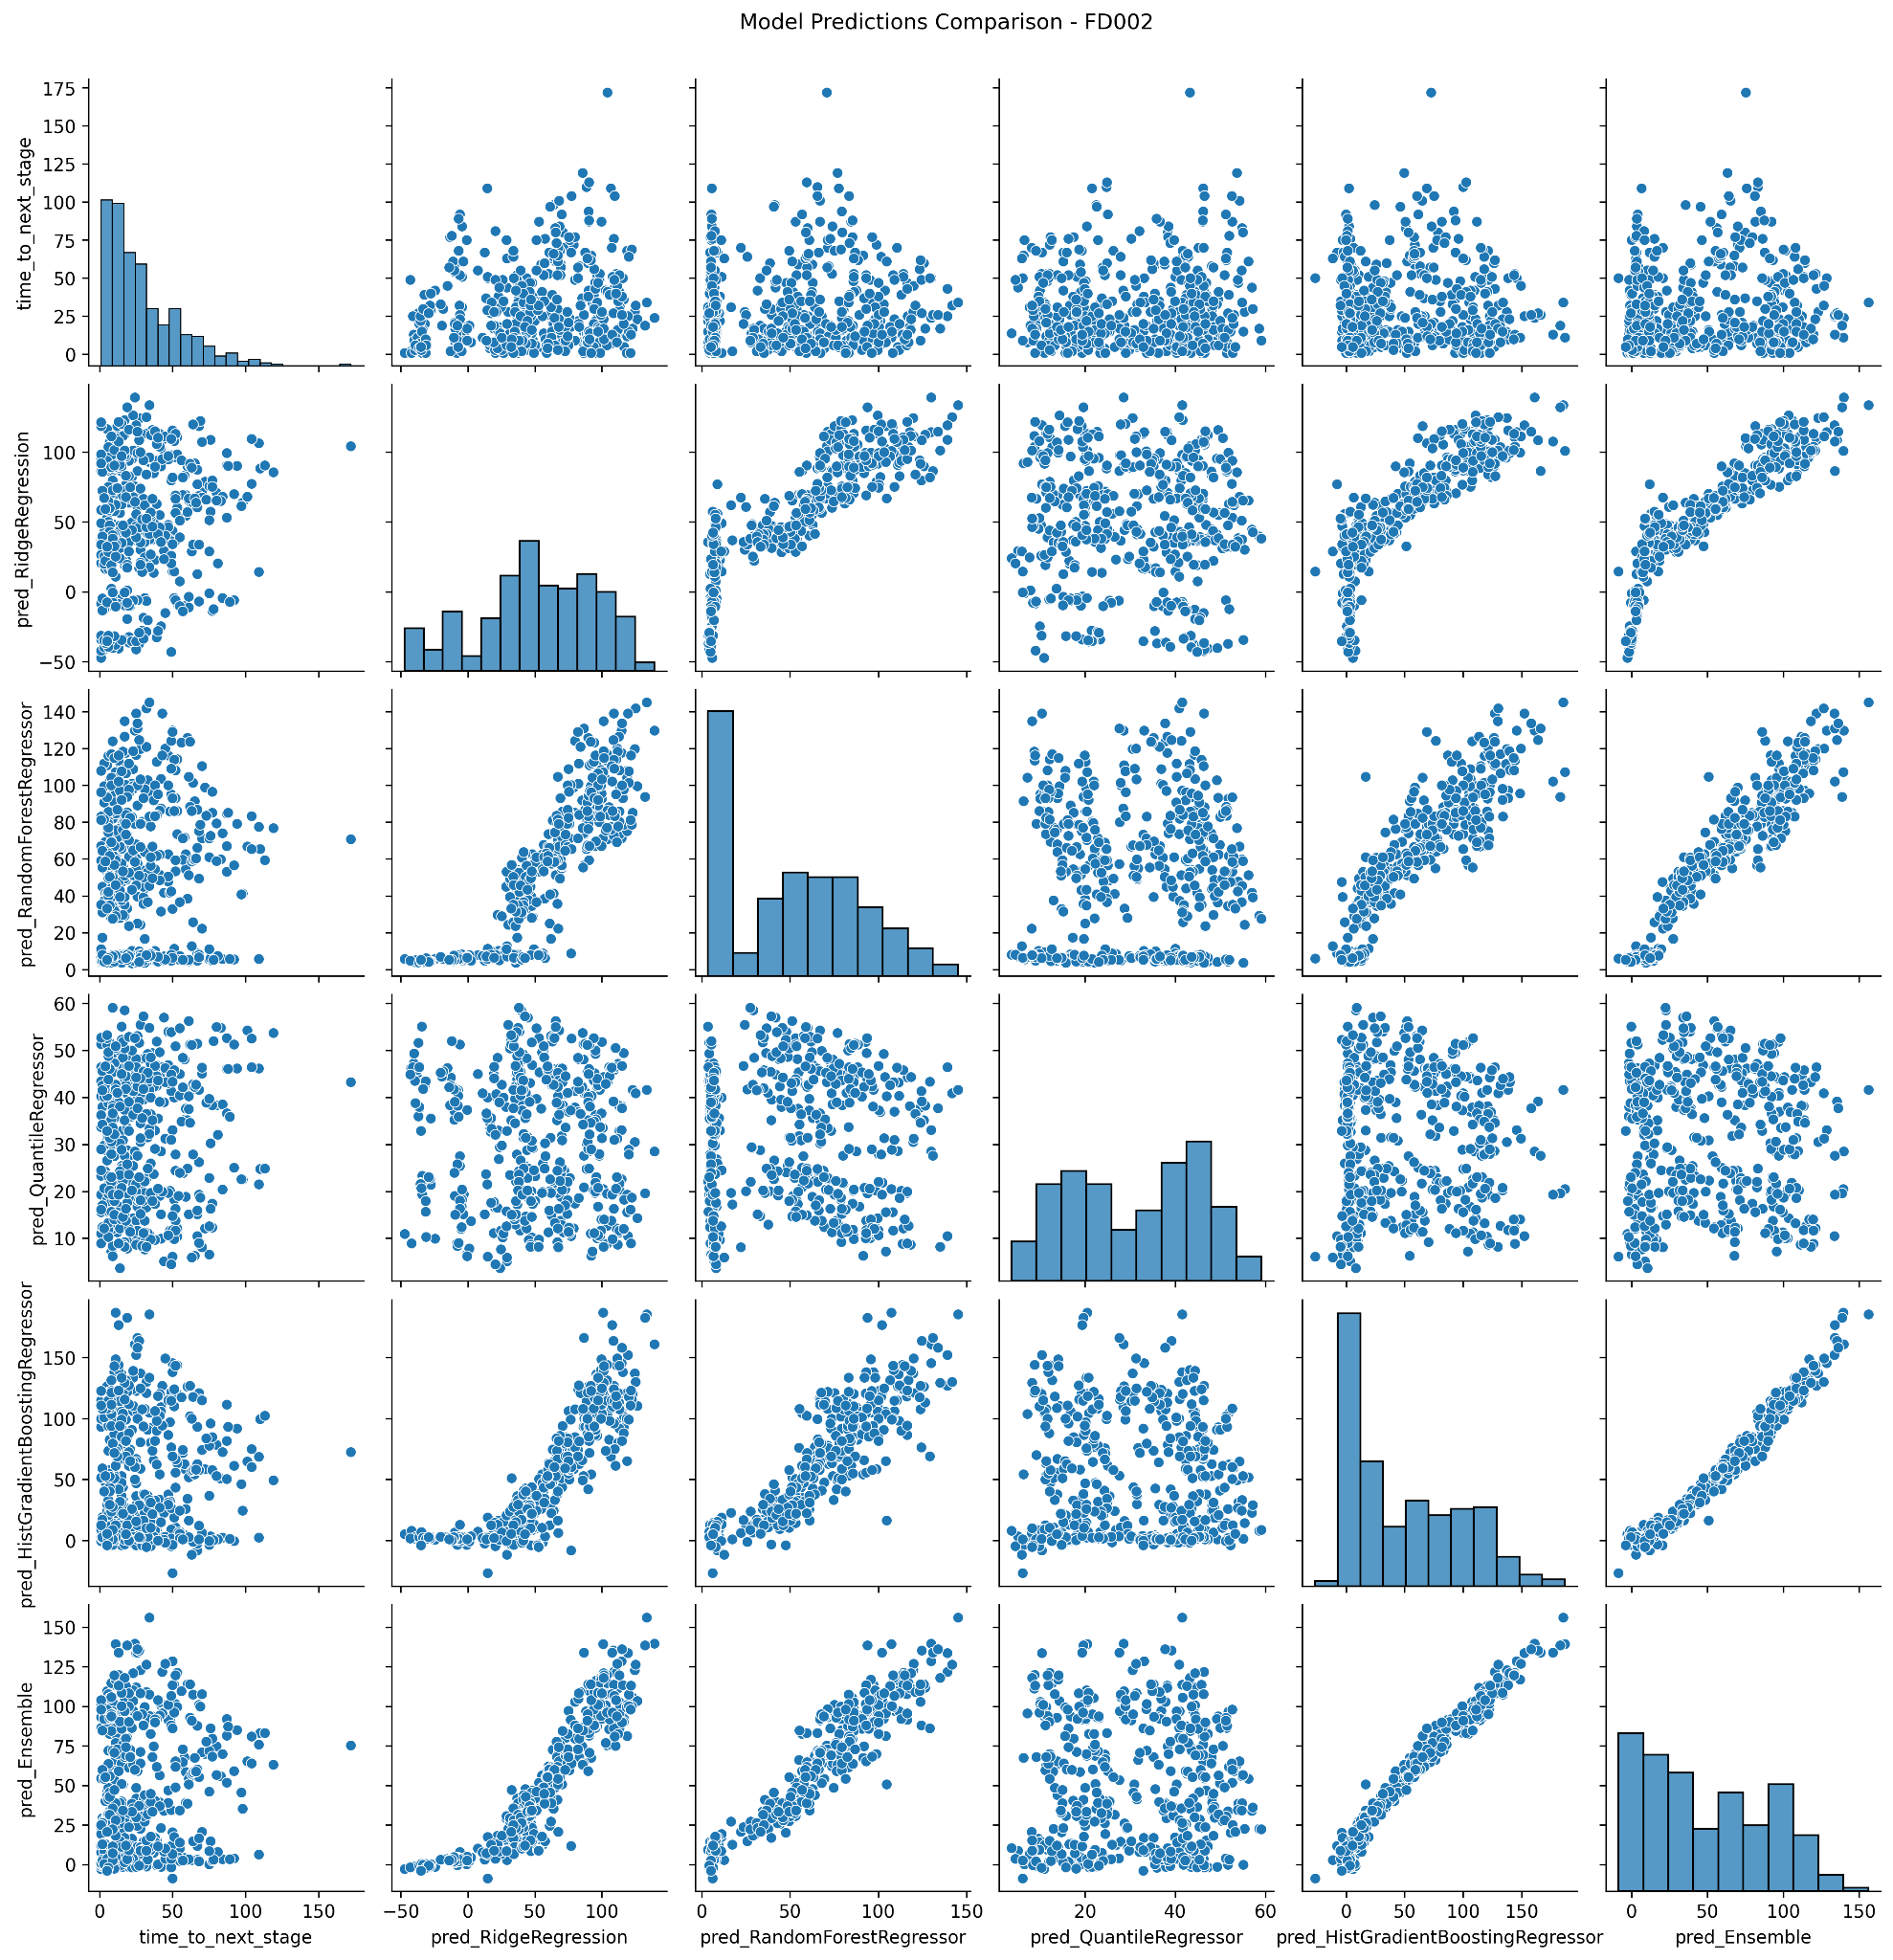 Model Predictions Comparison - FD002
175
150
125
100
75
50
25
0
time_to_next_stage
100
50
0
−50
pred_RidgeRegression
140
120
100
80
60
40
20
0
pred_RandomForestRegressor
60
50
40
30
20
10
pred_QuantileRegressor
150
100
50
0
pred_HistGradientBoostingRegressor
150
125
100
75
50
25
0
pred_Ensemble
0 50 100 150
−50 0 50 100
0 50 100 150
20 40 60
0 50 100 150
0 50 100 150
time_to_next_stage
pred_RidgeRegression
pred_RandomForestRegressor
pred_QuantileRegressor
pred_HistGradientBoostingRegressor
pred_Ensemble